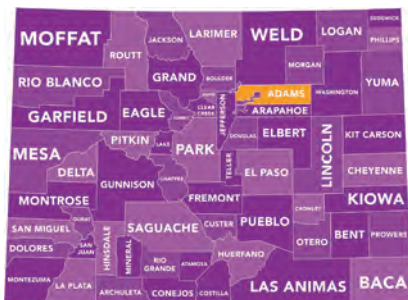 SEDGWICK
MOFFAT
JACKSON
LARIMER
WELD
LOGAN
PHILLIPS
ROUTT
MORGAN
RIO BLANCO
GRAND
BOULDER
ADAMS
WASHINGTON
YUMA
GARFIELD
EAGLE
CLEAR
CREEK
JEFFERSON
ARAPAHOE
SUMMIT
DOUGLAS
ELBERT
KIT CARSON
PITKIN
LAKE
PARK
MESA
DELTA
TELLER
EL PASO
LINCOLN
CHEYENNE
GUNNISON
CHAFFEE
FREMONT
KIOWA
MONTROSE
PUEBLO
CROWLEY
OURAY
SAGUACHE
CUSTER
SAN MIGUEL
BENT
PROWERS
OTERO
DOLORES
SAN
JUAN
HINSDALE
MINERAL
HUERFANO
RIO
GRANDE
ALAMOSA
MONTEZUMA
LA PLATA
ARCHULETA
CONEJOS
COSTILLA
LAS ANIMAS
BACA